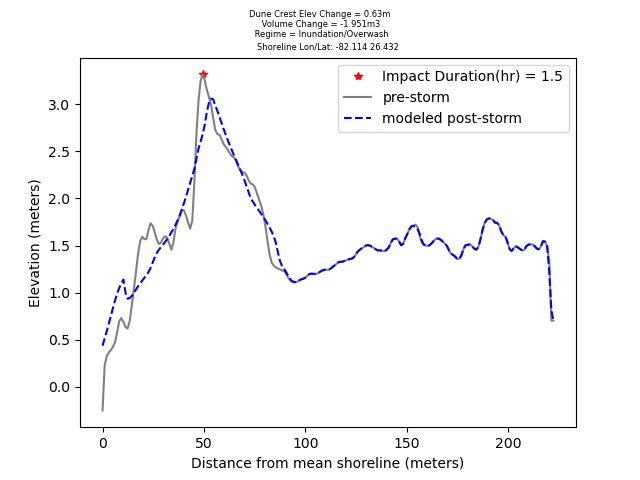 Dune Crest Elev Change = 0.63m
Volume Change = -1.951m3
Regime = Inundation/Overwash
Shoreline Lon/Lat: -82.114 26.432
Impact Duration(hr) = 1.5
pre-storm
modeled post-storm
3.0
2.5
2.0
1.5
1.0
0.5
0.0
Elevation (meters)
0 50 100 150 200
Distance from mean shoreline (meters)